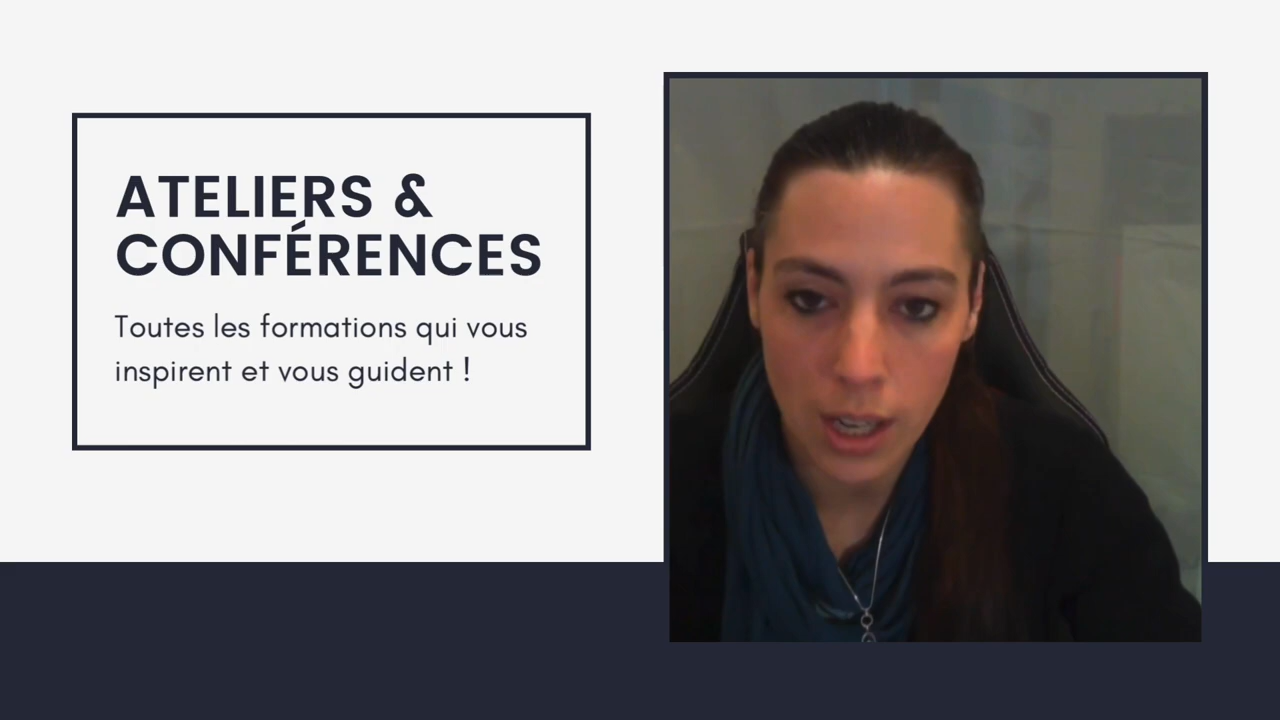 ATELIERS &
CONFÉRENCES
Toutes les formations qui vous
inspirent et vous guident !